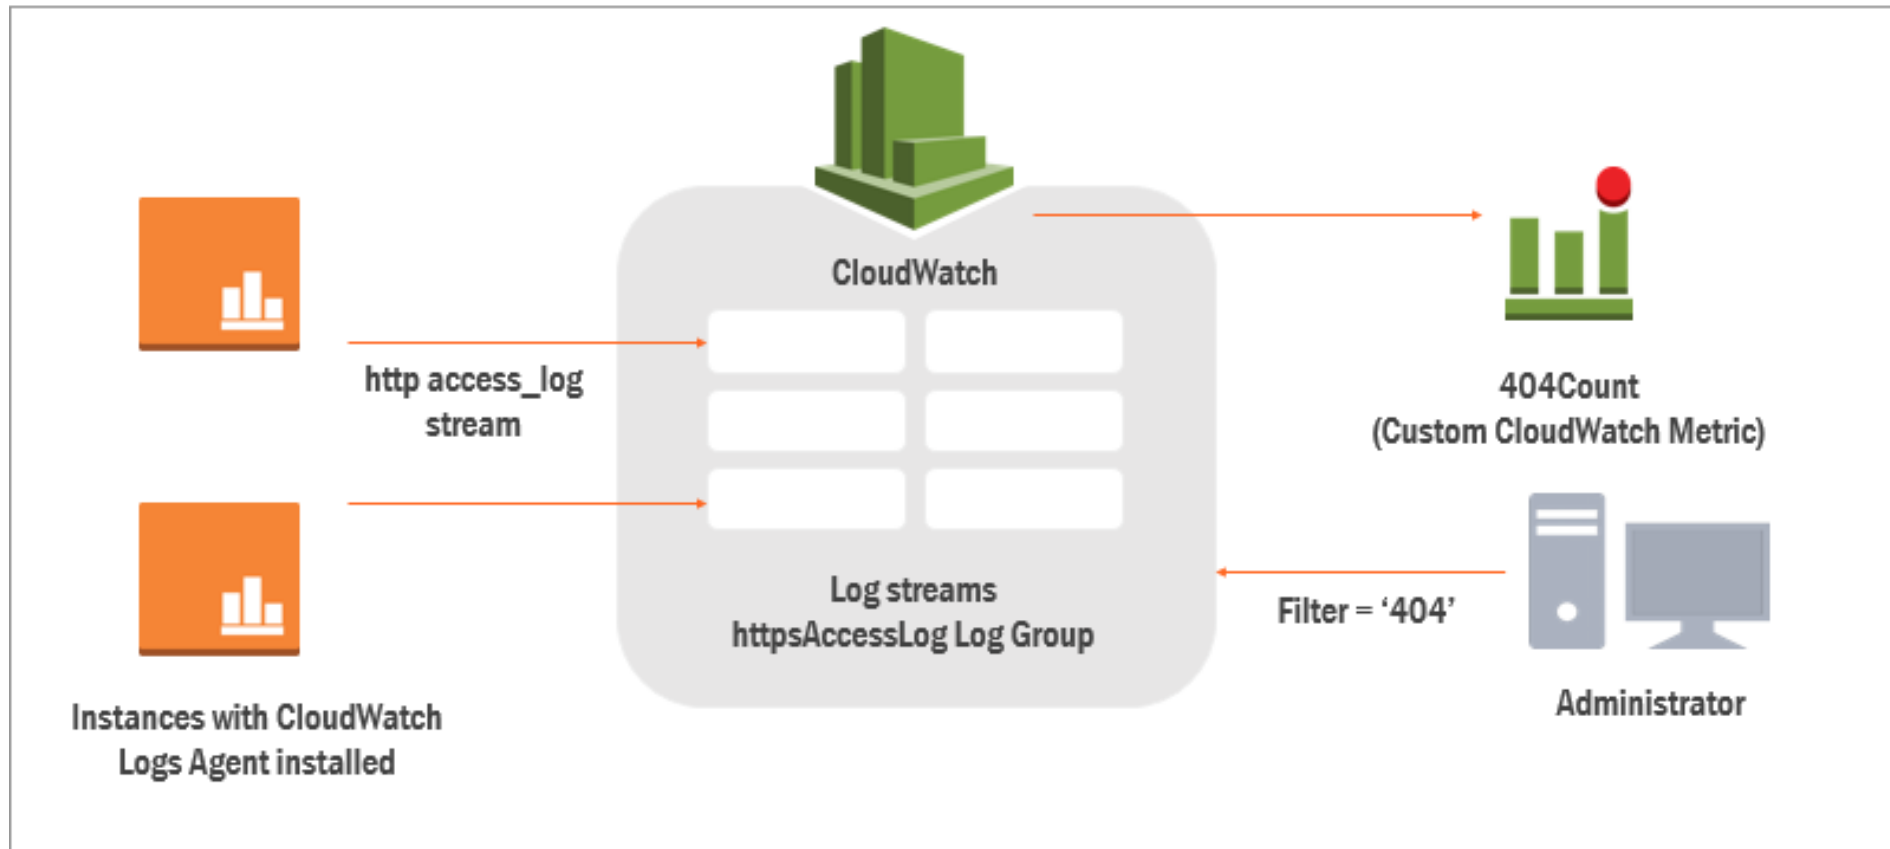 CloudWatch
http access_log
stream
404Count
(Custom CloudWatch Metric)
Log streams
httpsAccessLog Log Group
Filter = ‘404’
Instances with CloudWatch
Logs Agent installed
Administrator